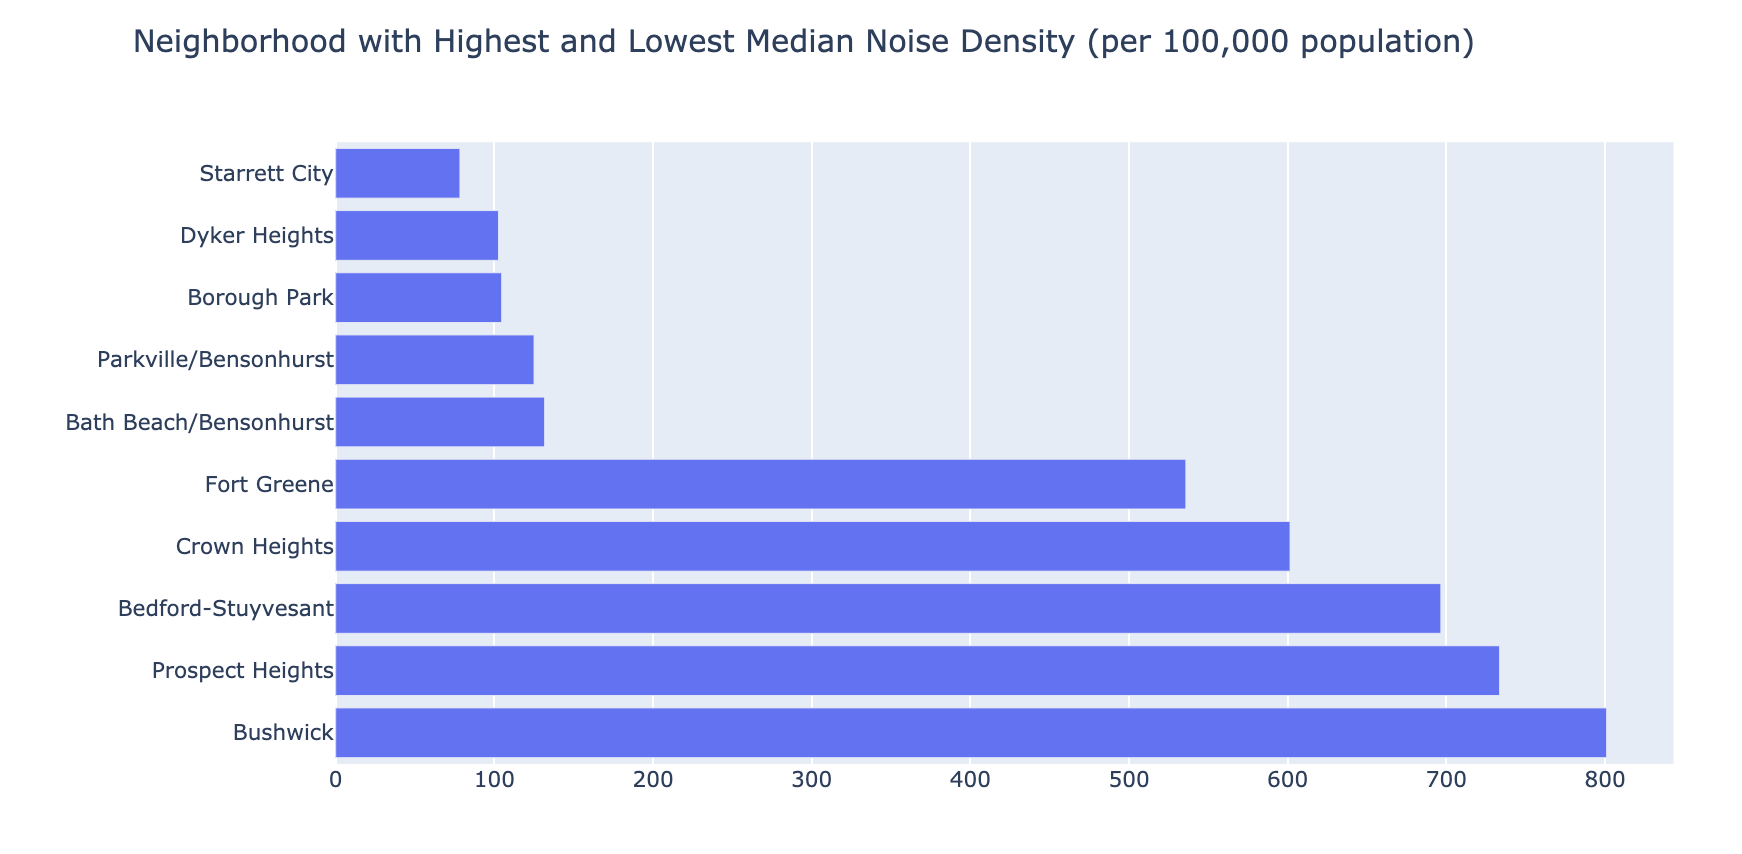 Neighborhood with Highest and Lowest Median Noise Density (per 100,000 population)
Starrett City
Dyker Heights
Borough Park
Parkville/Bensonhurst
Bath Beach/Bensonhurst
Fort Greene
Crown Heights
Bedford-Stuyvesant
Prospect Heights
Bushwick
0 100 200 300 400 500 600 700 800